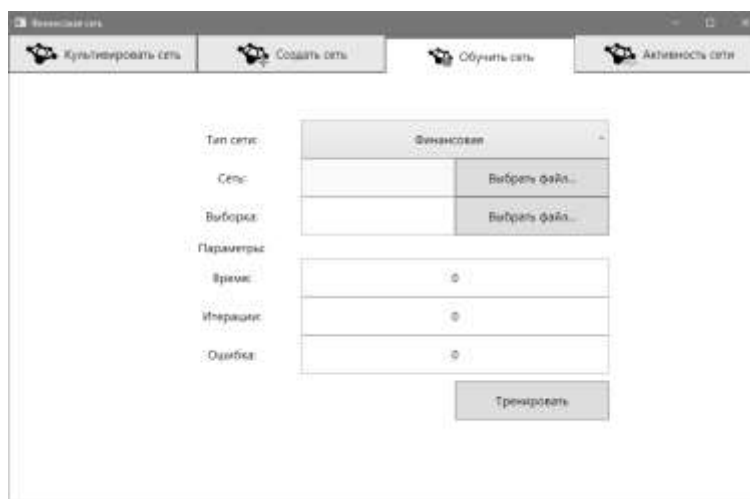 Финансовая сеть
Культивировать сеть
Создать сеть
Обучить сеть
Активность сети
Тип сети:
Финансовая
Сеть:
Выбрать файл...
Выборка:
Выбрать файл...
Параметры:
Время:
0
Итерации:
0
Ошибка:
0
Тренировать